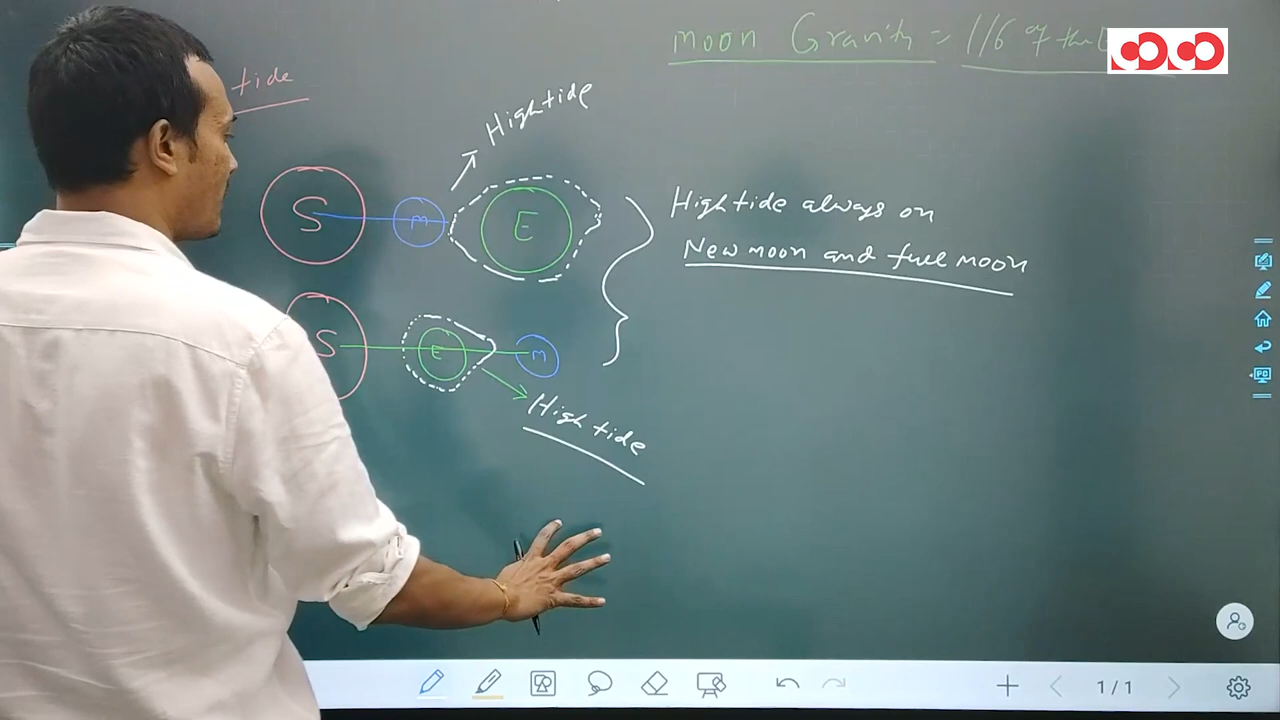 moon Gravity = 1/6 of the E
tide
High tide
S
m
E
High tide always on
New moon and full moon
S
E
m
High tide
1/1